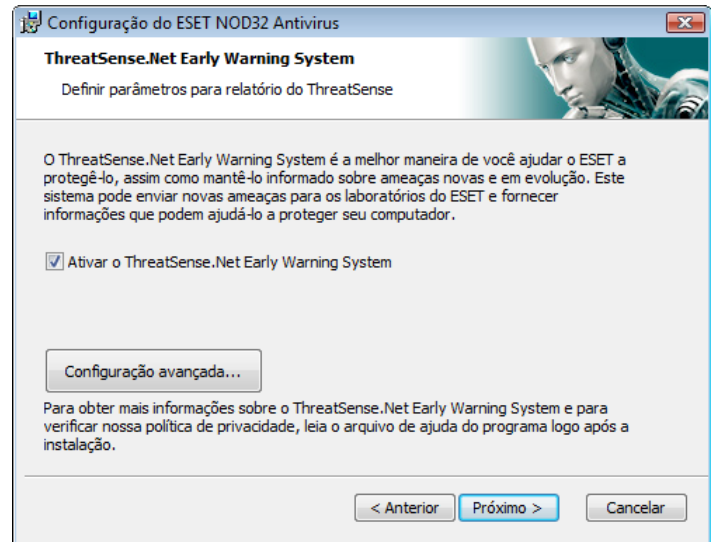 Configuração do ESET NOD32 Antivirus
ThreatSense.Net Early Warning System
Definir parâmetros para relatório do ThreatSense
O ThreatSense.Net Early Warning System é a melhor maneira de você ajudar o ESET a
protegê-lo, assim como mantê-lo informado sobre ameaças novas e em evolução. Este
sistema pode enviar novas ameaças para os laboratórios do ESET e fornecer
informações que podem ajudá-lo a proteger seu computador.
Ativar o ThreatSense.Net Early Warning System
Configuração avançada...
Para obter mais informações sobre o ThreatSense.Net Early Warning System e para
verificar nossa política de privacidade, leia o arquivo de ajuda do programa logo após a
instalação.
< Anterior Próximo > Cancelar